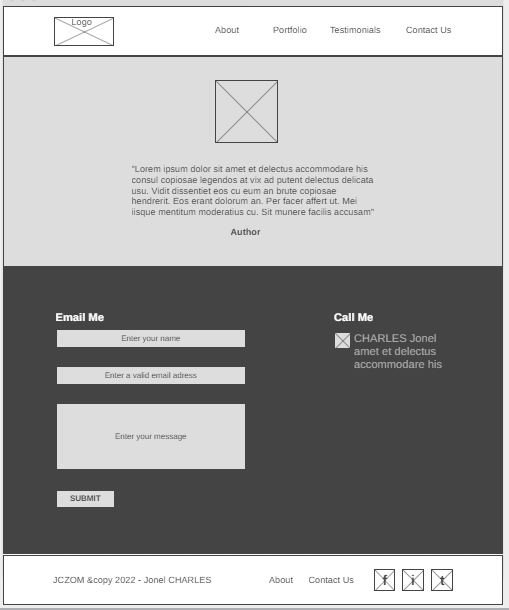 Logo
About Portfolio Testimonials Contact Us
"Lorem ipsum dolor sit amet et delectus accommodare his
consul copiosae legendos at vix ad putent delectus delicata
usu. Vidit dissentiet eos cu eum an brute copiosae
hendrerit. Eos erant dolorum an. Per facer affert ut. Mei
iisque mentitum moderatius cu. Sit munere facilis accusam"
Author
Email Me
Enter your name
Enter a valid email adress
Enter your message
SUBMIT
Call Me
CHARLES Jonel
amet et delectus
accommodare his
JCZOM &copy 2022 - Jonel CHARLES
About Contact Us
f i t